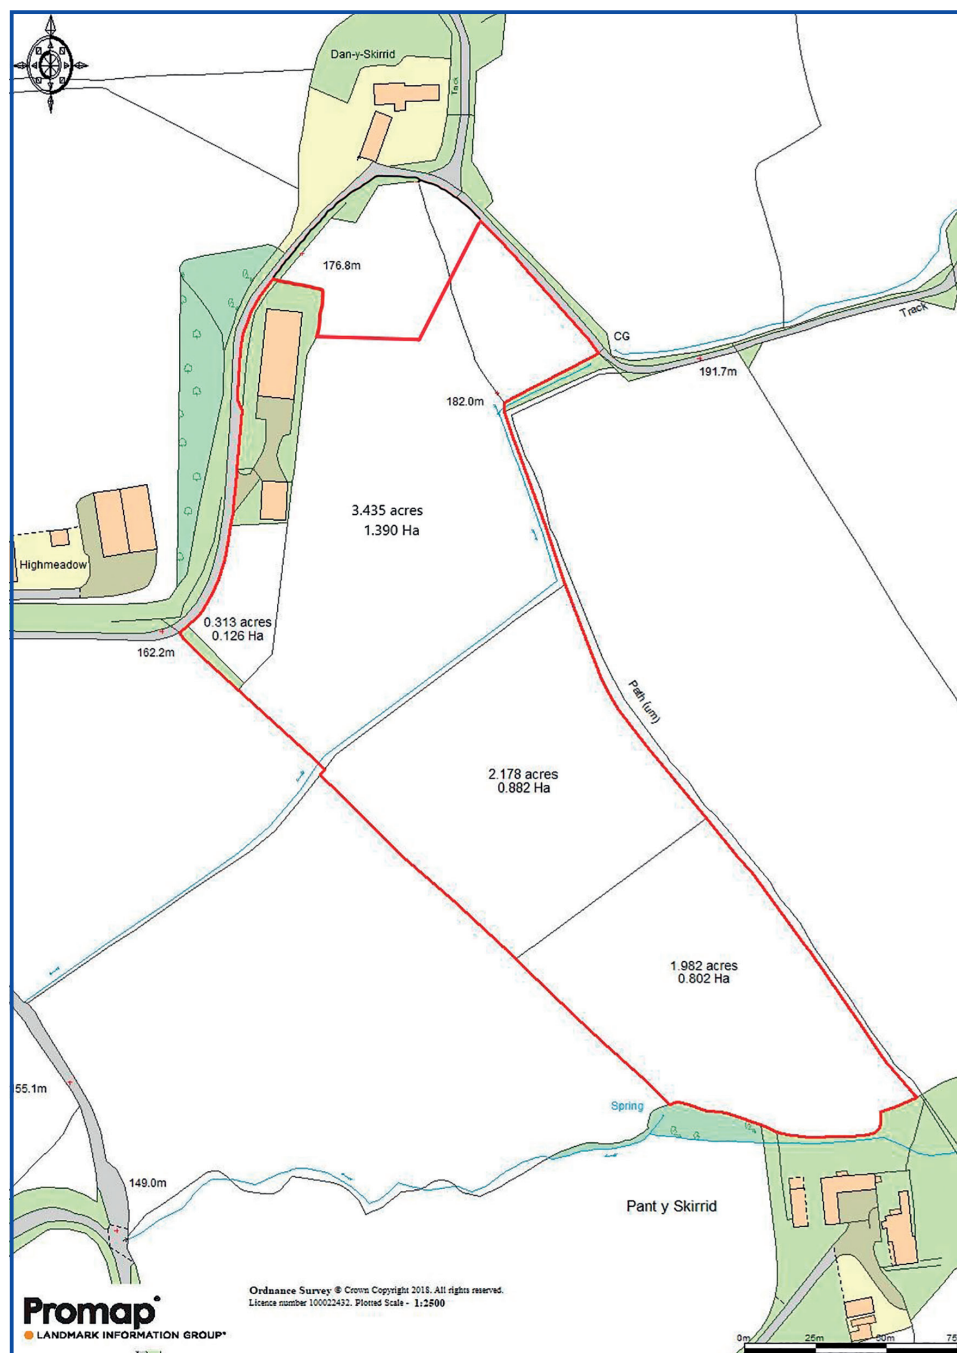 Dan-y-Skirrid
Track
176.8m
CG
Track
191.7m
182.0m
3.435 acres
1.390 Ha
Highmeadow
0.313 acres
0.126 Ha
162.2m
Path (um)
2.178 acres
0.882 Ha
1.982 acres
0.802 Ha
55.1m
Spring
149.0m
Pant y Skirrid
Ordnance Survey © Crown Copyright 2018. All rights reserved.
Licence number 100022432. Plotted Scale - 1:2500
Promap
LANDMARK INFORMATION GROUP
0m 25m 50m 75